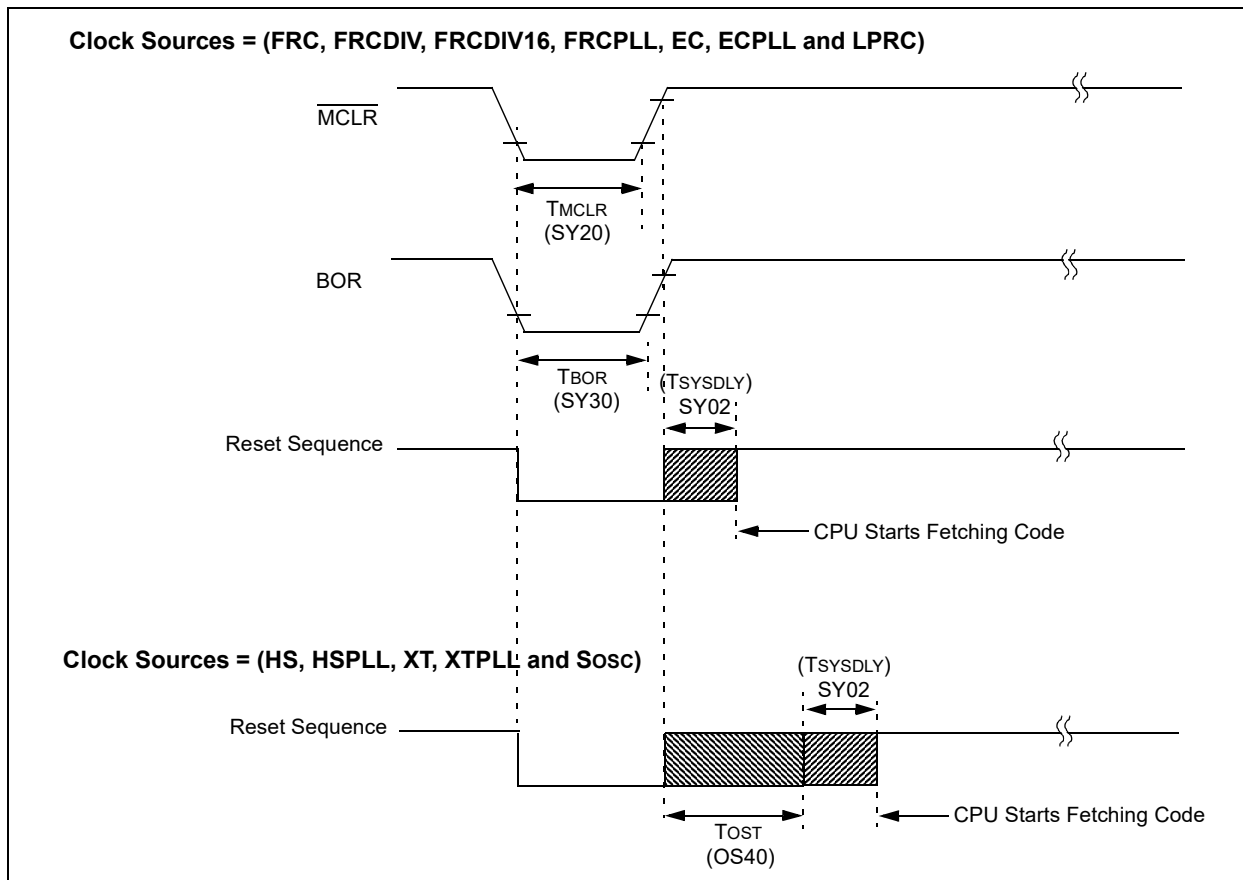 Clock Sources = (FRC, FRCDIV, FRCDIV16, FRCPLL, EC, ECPLL and LPRC)
MCLR
TMCLR
(SY20)
BOR
TBOR
(SY30)
(TSYSDLY)
SY02
Reset Sequence
CPU Starts Fetching Code
Clock Sources = (HS, HSPLL, XT, XTPLL and SOSC)
(TSYSDLY)
SY02
Reset Sequence
CPU Starts Fetching Code
TOST
(OS40)